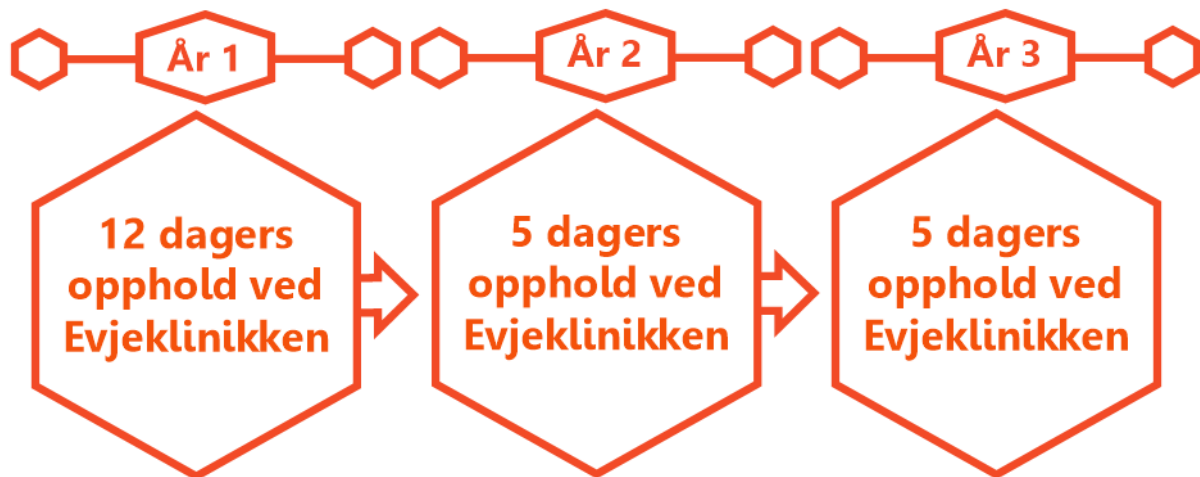 År 1
År 2
År 3
12 dagers
opphold ved
Evjeklinikken
5 dagers
opphold ved
Evjeklinikken
5 dagers
opphold ved
Evjeklinikken